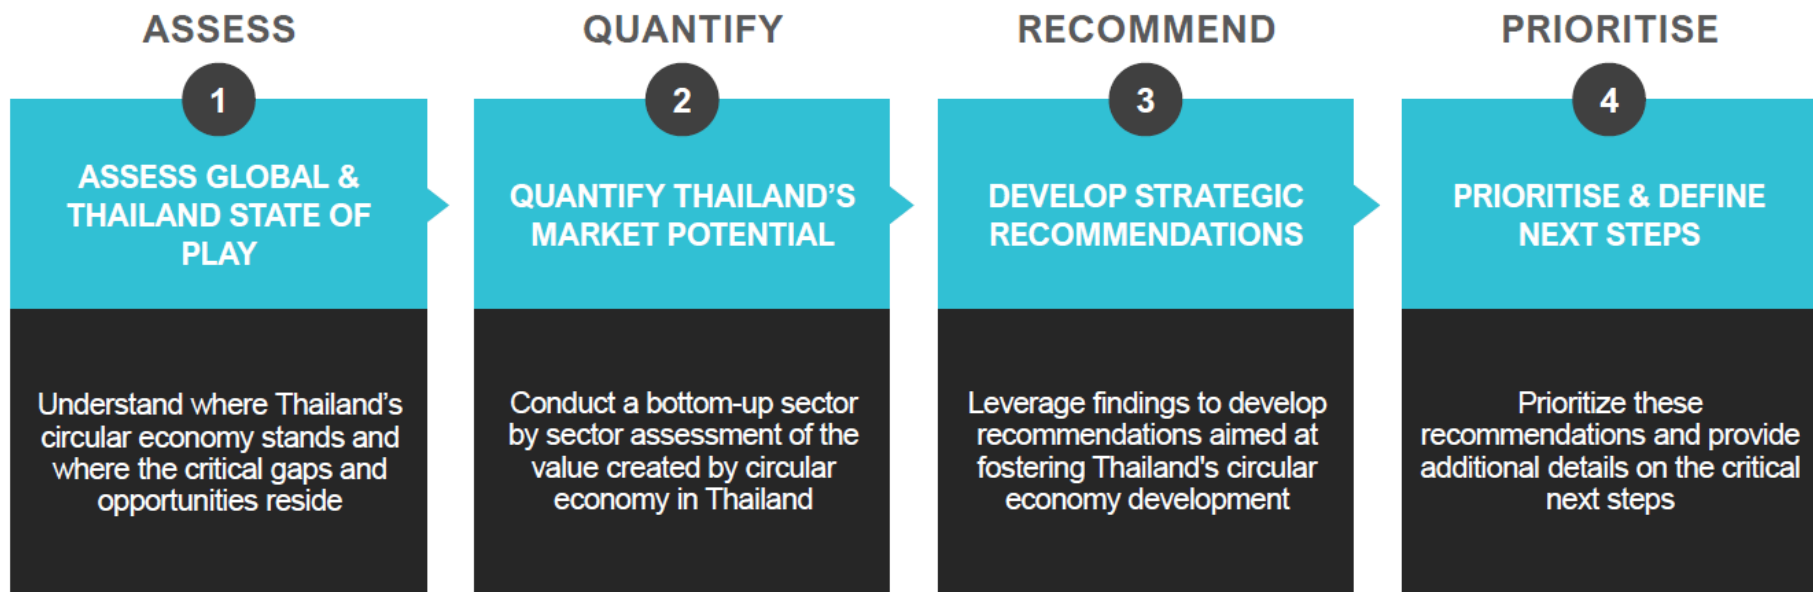 ASSESS
QUANTIFY
RECOMMEND
PRIORITISE
1
2
3
4
ASSESS GLOBAL &
THAILAND STATE OF
PLAY
QUANTIFY THAILAND’S
MARKET POTENTIAL
DEVELOP STRATEGIC
RECOMMENDATIONS
PRIORITISE & DEFINE
NEXT STEPS
Understand where Thailand’s
circular economy stands and
where the critical gaps and
opportunities reside
Conduct a bottom-up sector
by sector assessment of the
value created by circular
economy in Thailand
Leverage findings to develop
recommendations aimed at
fostering Thailand's circular
economy development
Prioritize these
recommendations and provide
additional details on the critical
next steps